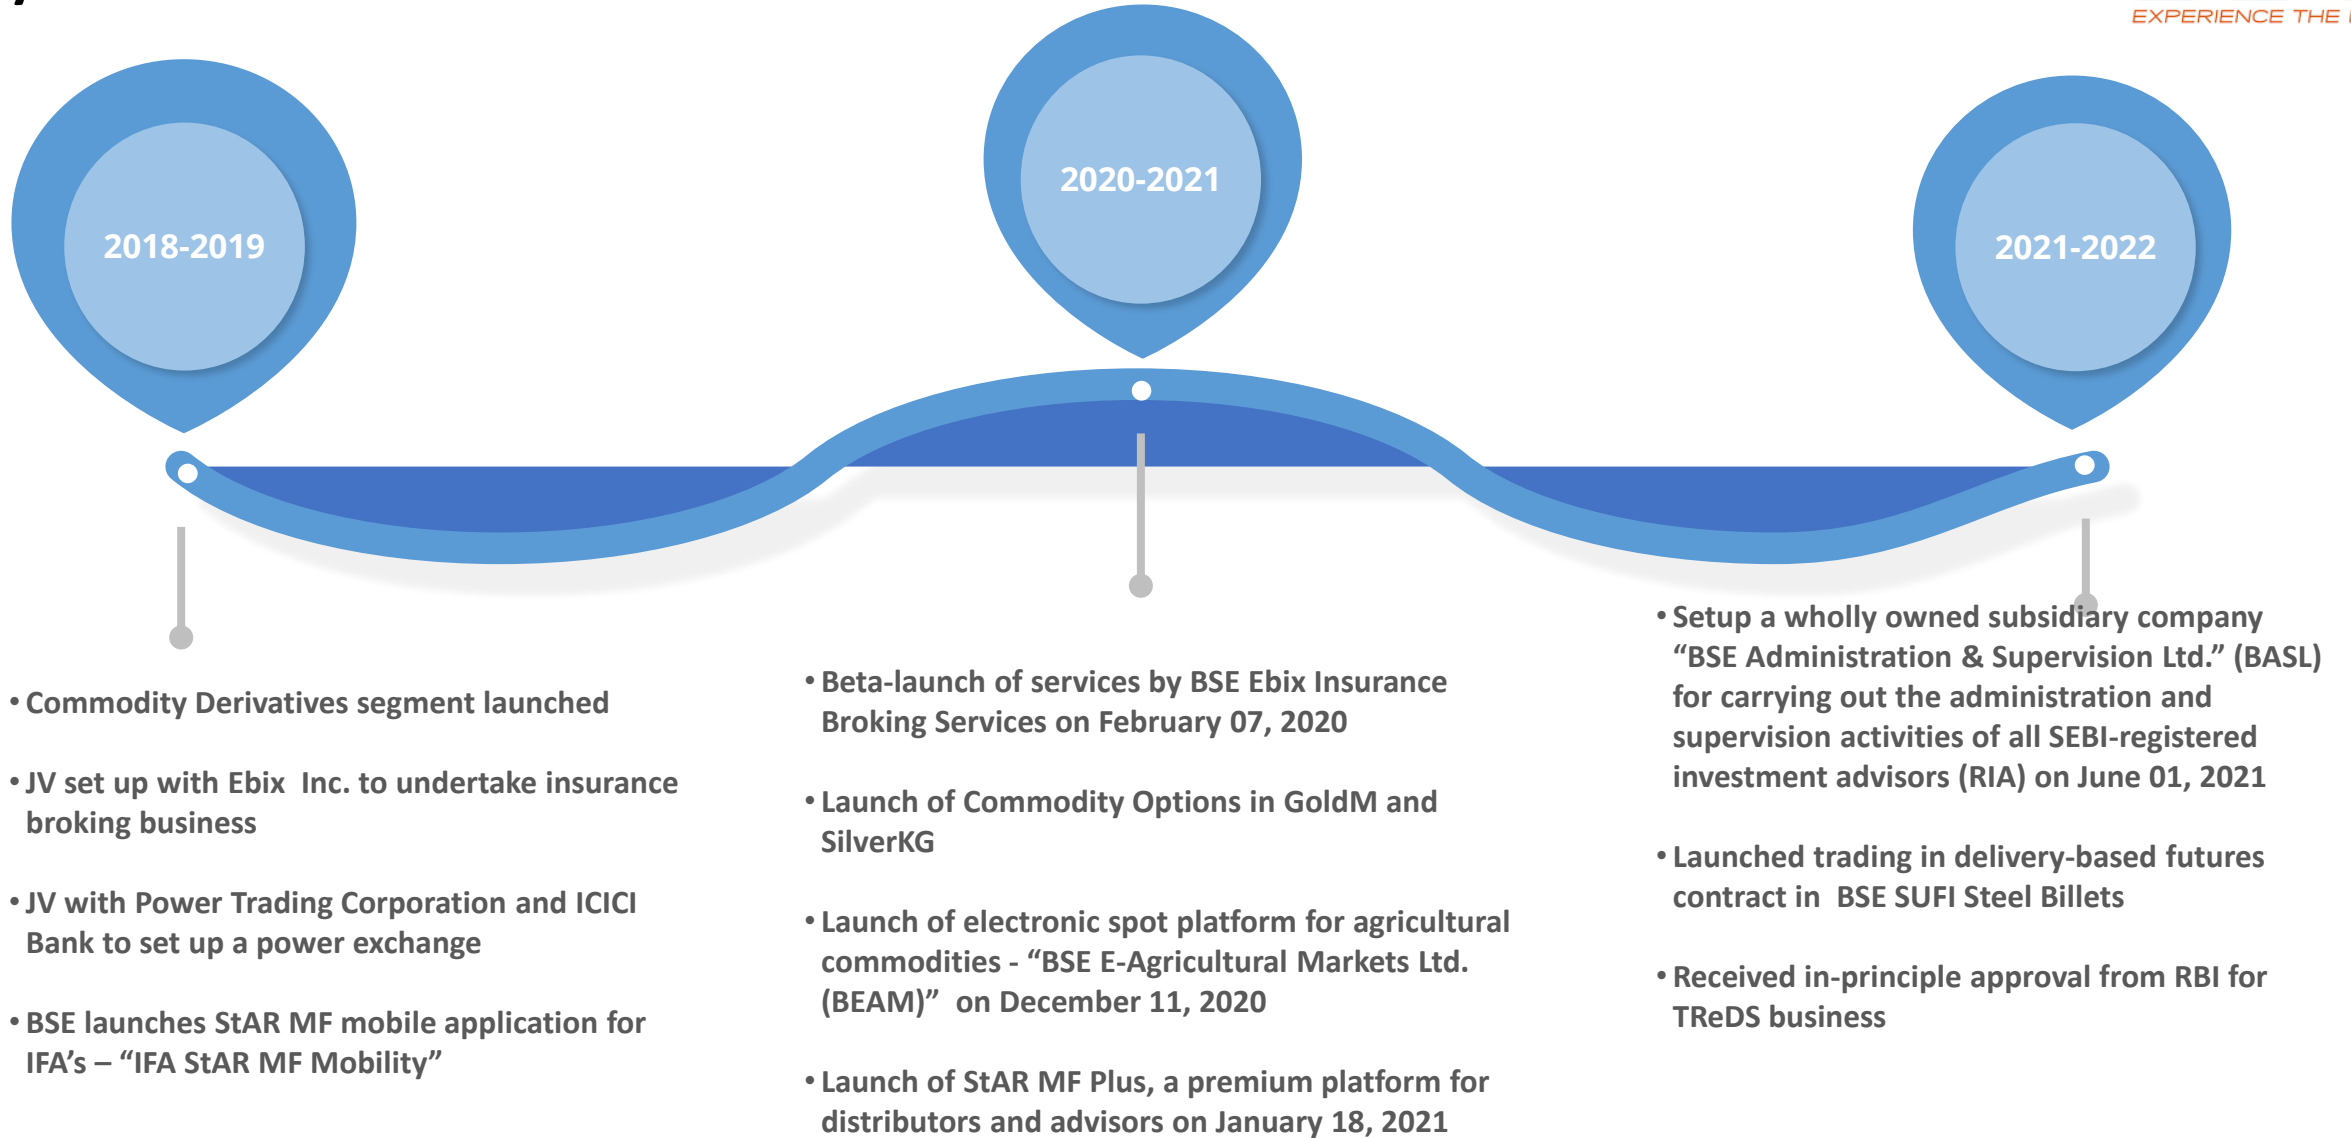 EXPERIENCE THE
2018-2019
2020-2021
2021-2022
• Commodity Derivatives segment launched
• JV set up with Ebix  Inc. to undertake insurance
broking business
• JV with Power Trading Corporation and ICICI
Bank to set up a power exchange
• BSE launches StAR MF mobile application for
IFA’s – “IFA StAR MF Mobility”
• Beta-launch of services by BSE Ebix Insurance
Broking Services on February 07, 2020
• Launch of Commodity Options in GoldM and
SilverKG
• Launch of electronic spot platform for agricultural
commodities - “BSE E-Agricultural Markets Ltd.
(BEAM)”  on December 11, 2020
• Launch of StAR MF Plus, a premium platform for
distributors and advisors on January 18, 2021
• Setup a wholly owned subsidiary company
“BSE Administration & Supervision Ltd.” (BASL)
for carrying out the administration and
supervision activities of all SEBI-registered
investment advisors (RIA) on June 01, 2021
• Launched trading in delivery-based futures
contract in  BSE SUFI Steel Billets
• Received in-principle approval from RBI for
TReDS business